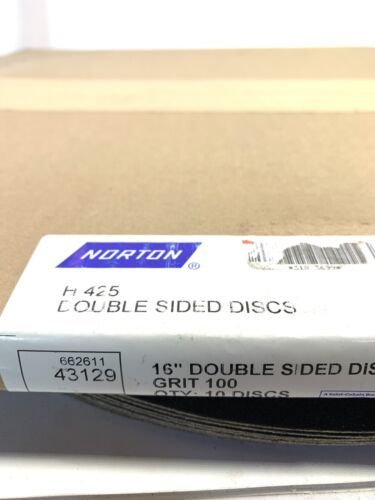 NORTON
®
H 425
DOUBLE SIDED DISCS
662611
43129
16" DOUBLE SIDED DIS
GRIT 100
QTY: 10 DISCS